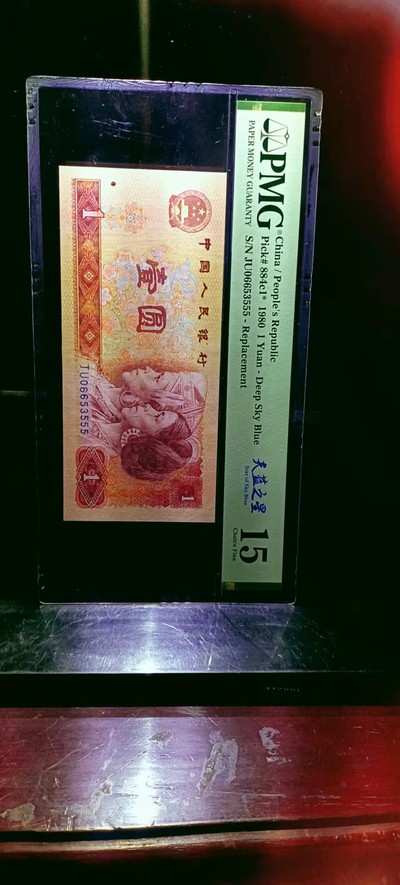 PMG®
PAPER MONEY GUARANTY
China / People's Republic
Pick# 884c1* 1980 1 Yuan - Deep Sky Blue
S/N JU06653555 - Replacement
天蓝之星
Star of Sky Blue
15
Choice Fine
中国人民银行
壹圆
1
JU06653555
1
1